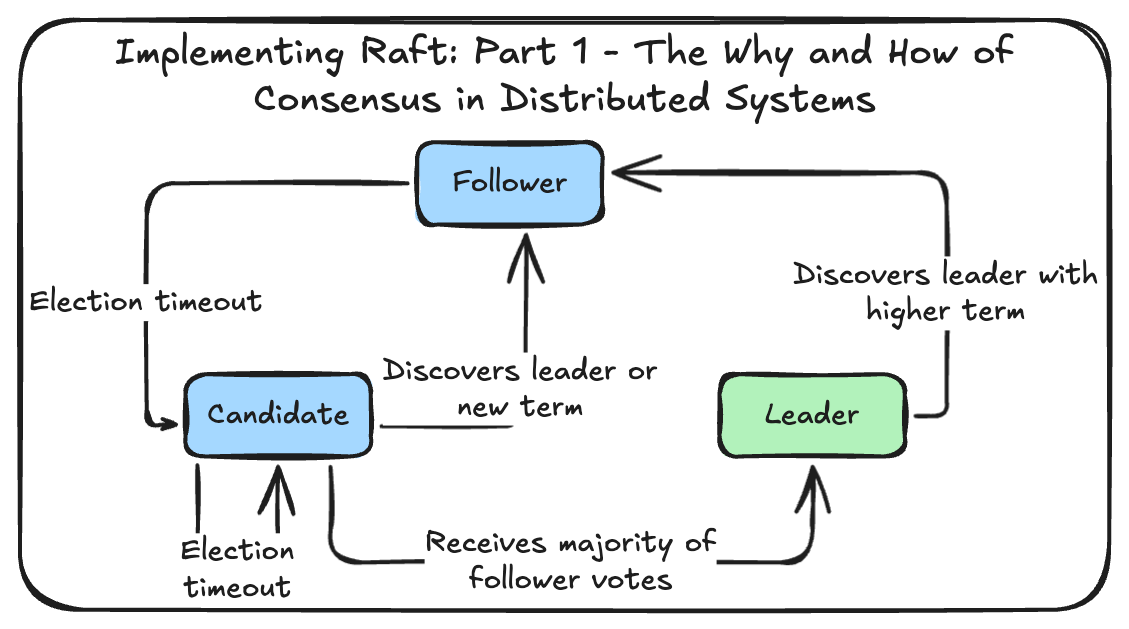 Implementing Raft: Part 1 - The Why and How of
Consensus in Distributed Systems
Follower
Election timeout
Discovers leader with
higher term
Discovers leader or
new term
Candidate
Leader
Election
timeout
Receives majority of
follower votes